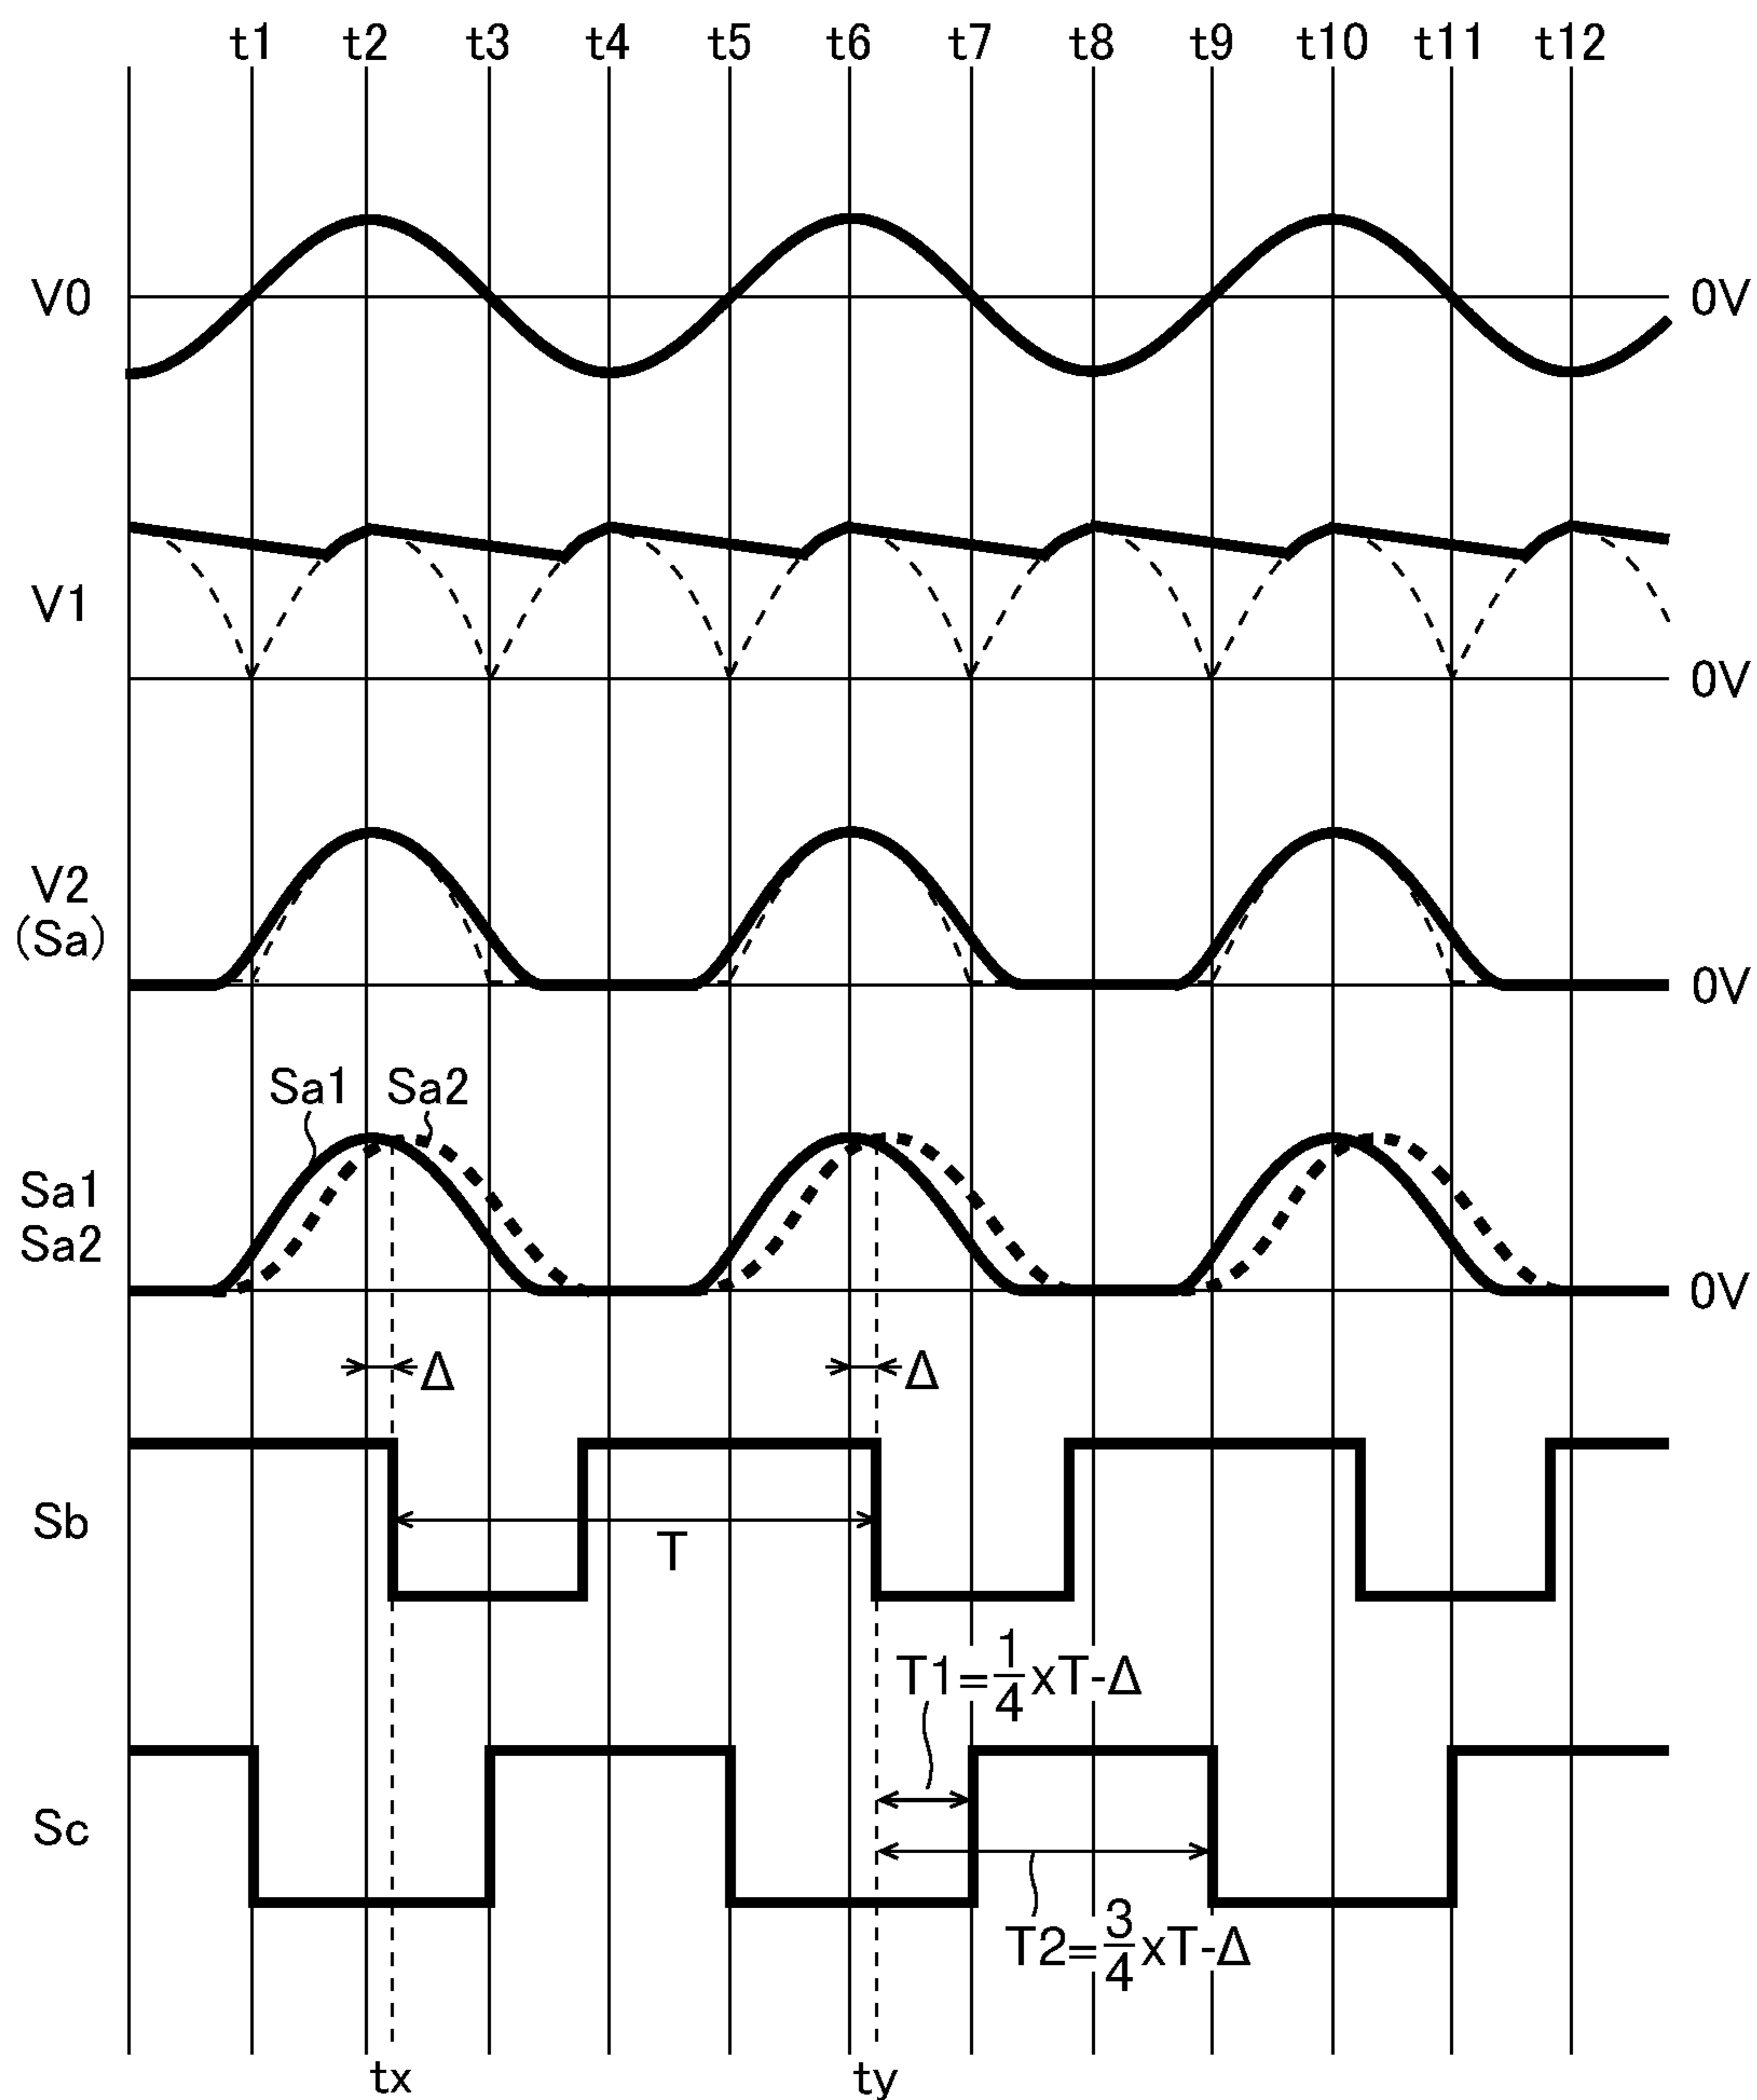 t1 t2 t3 t4 t5 t6 t7 t8 t9 t10 t11 t12
V0 0V
V1
0V
V2
(Sa)
0V
Sa1 Sa2
Sa1
Sa2
0V
Δ Δ
Sb
T
T1=1/4xT-Δ
Sc
T2=3/4xT-Δ
tx ty